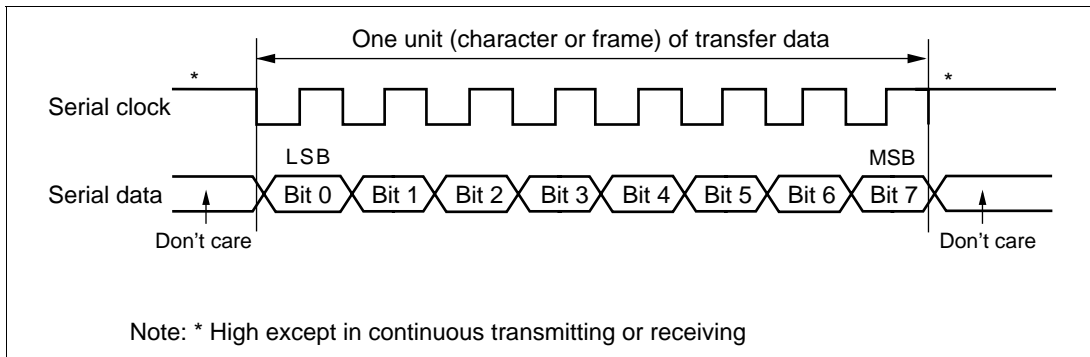 One unit (character or frame) of transfer data
* *
Serial clock
LSB MSB
Serial data Bit 0 Bit 1 Bit 2 Bit 3 Bit 4 Bit 5 Bit 6 Bit 7
Don't care Don't care
Note: * High except in continuous transmitting or receiving